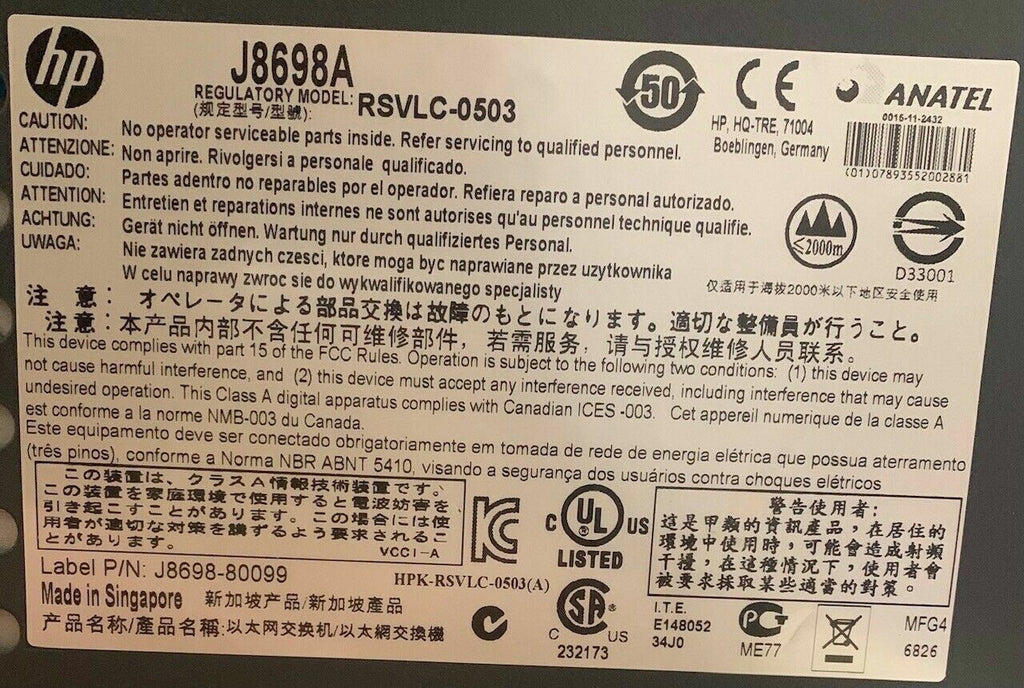 hp
J8698A
REGULATORY MODEL: RSVLC-0503
(规定型号/型號):
50
CE
HP, HQ-TRE, 71004
Boeblingen, Germany
ANATEL
0016-11-2432
(01)07893552002881
CAUTION: No operator serviceable parts inside. Refer servicing to qualified personnel.
ATTENZIONE: Non aprire. Rivolgersi a personale qualificado.
CUIDADO: Partes adentro no reparables por el operador. Refiera reparo a personal autorizado.
ATTENTION: Entretien et reparations internes ne sont autorises qu'au personnel technique qualifie.
ACHTUNG: Gerät nicht öffnen. Wartung nur durch qualifiziertes Personal.
UWAGA: Nie zawiera zadnych czesci, ktore moga byc naprawiane przez uzytkownika
W celu naprawy zwroc sie do wykwalifikowanego specjalisty
≤2000m
D33001
仅适用于海拔2000米以下地区安全使用
注 意: オペレータによる部品交換は故障のもとになります。適切な整備員が行うこと。
注意:本产品内部不含任何可维修部件，若需服务，请与授权维修人员联系。
This device complies with part 15 of the FCC Rules. Operation is subject to the following two conditions: (1) this device may
not cause harmful interference, and (2) this device must accept any interference received, including interference that may cause
undesired operation. This Class A digital apparatus complies with Canadian ICES -003. Cet appereil numerique de la classe A
est conforme a la norme NMB-003 du Canada.
Este equipamento deve ser conectado obrigatoriamente em tomada de rede de energia elétrica que possua aterramento
(três pinos), conforme a Norma NBR ABNT 5410, visando a segurança dos usuários contra choques elétricos
この装置は、クラスA情報技術装置です。
この装置を家庭環境で使用すると電波妨害を
引き起こすことがあります。この場合には使
用者が適切な対策を講ずるよう要求されるこ
とがあります。
VCCI-A
C UL US
LISTED
警告使用者:
這是甲類的資訊產品，在居住的
環境中使用時，可能會造成射頻
干擾，在這種情況下，使用者會
被要求採取某些適當的對策。
Label P/N: J8698-80099
HPK-RSVLC-0503(A)
Made in Singapore 新加坡产品/新加坡產品
产品名称/產品名稱:以太网交换机/以太網交換機
C SA ® US
232173
I.T.E.
E148052
34J0
PG
ME77
MFG4
6826